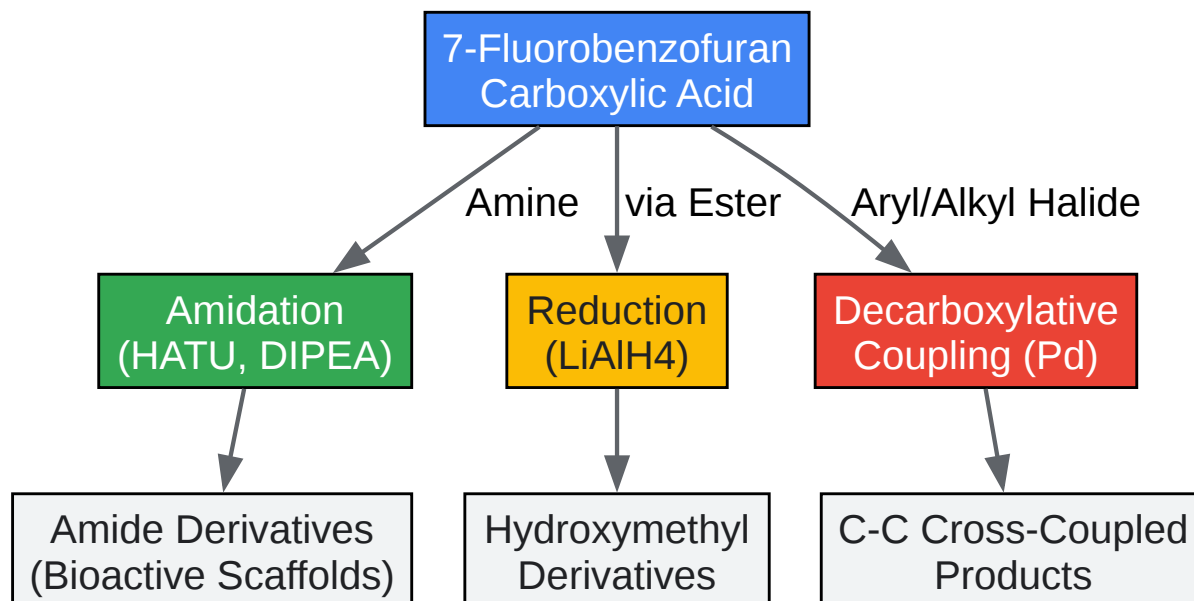 7-Fluorobenzofuran
Carboxylic Acid
Amine
via Ester
Aryl/Alkyl Halide
Amidation
(HATU, DIPEA)
Reduction
(LiAlH4)
Decarboxylative
Coupling (Pd)
Amide Derivatives
(Bioactive Scaffolds)
Hydroxymethyl
Derivatives
C-C Cross-Coupled
Products